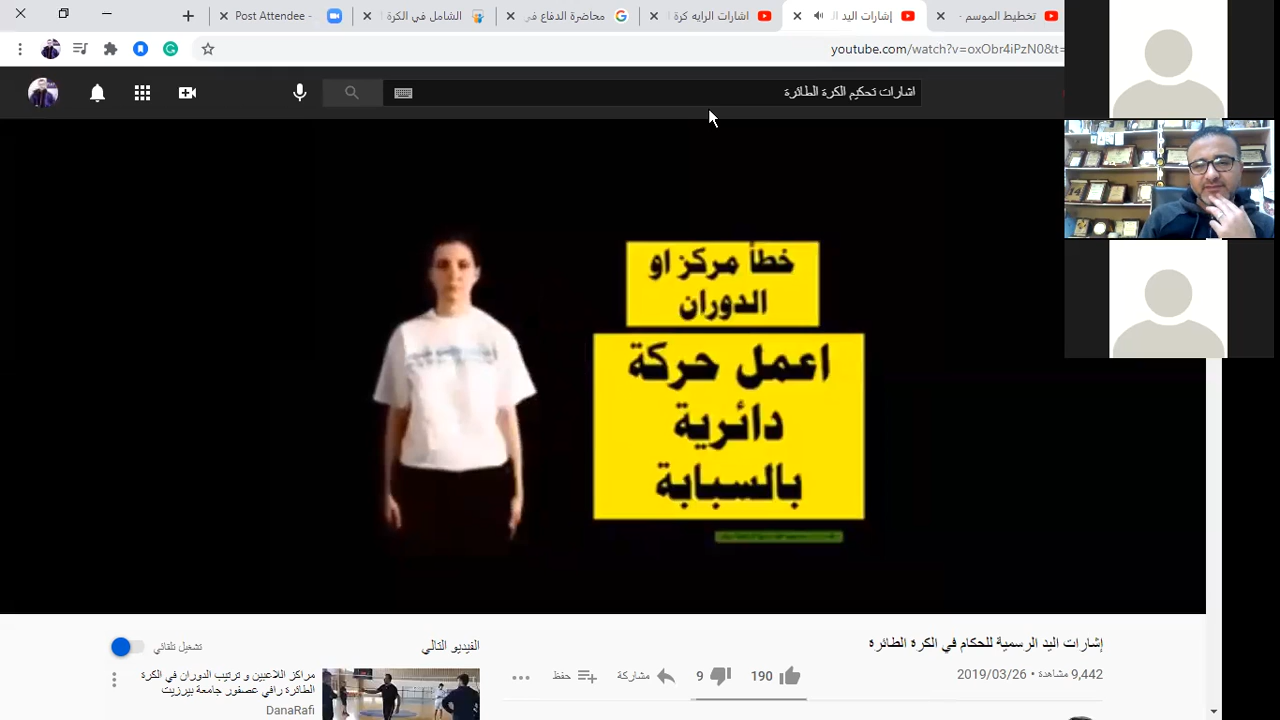 Post Attendee -
الشامل في الكرة ا
محاضرة الدفاع في
اشارات الرايه كرة ا
إشارات اليد الر
تخطيط الموسم -
youtube.com/watch?v=oxObr4iPzN0&t=
اشارات تحكيم الكرة الطائرة
خطأ مركز او
الدوران
اعمل حركة
دائرية
بالسبابة
إشارات اليد الرسمية للحكام في الكرة الطائرة
9,442 مشاهدة • 2019/03/26
190
9
مشاركة
حفظ
الفيديو التالي
تشغيل تلقائي
مراكز اللاعبين و ترتيب الدوران في الكرة
الطائرة رافي عصفور جامعة بيرزيت
DanaRafi